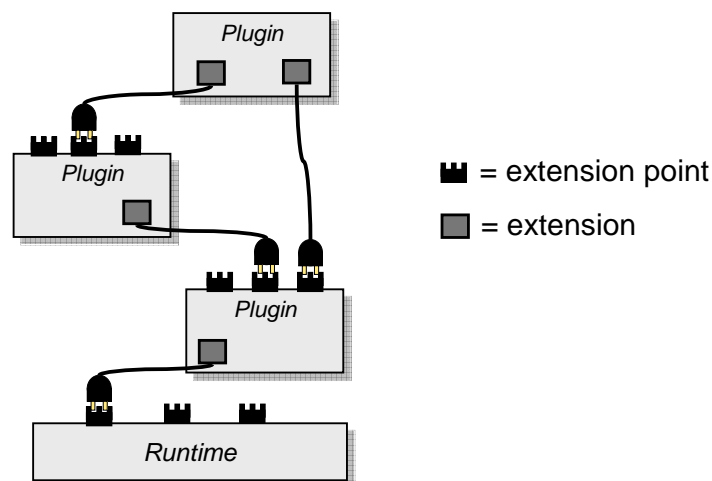 Plugin
Plugin
= extension point
= extension
Plugin
Runtime